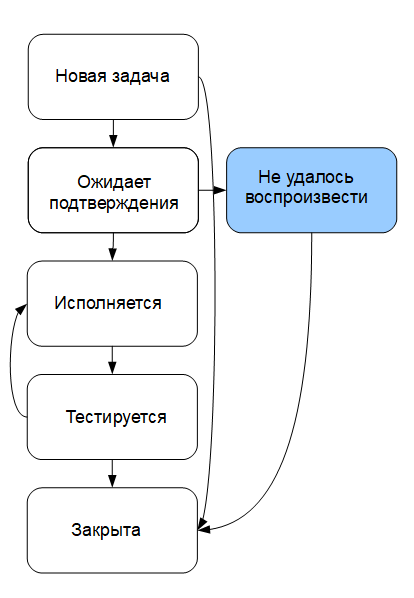 Новая задача
Ожидает
подтверждения
Не удалось
воспроизвести
Исполняется
Тестируется
Закрыта